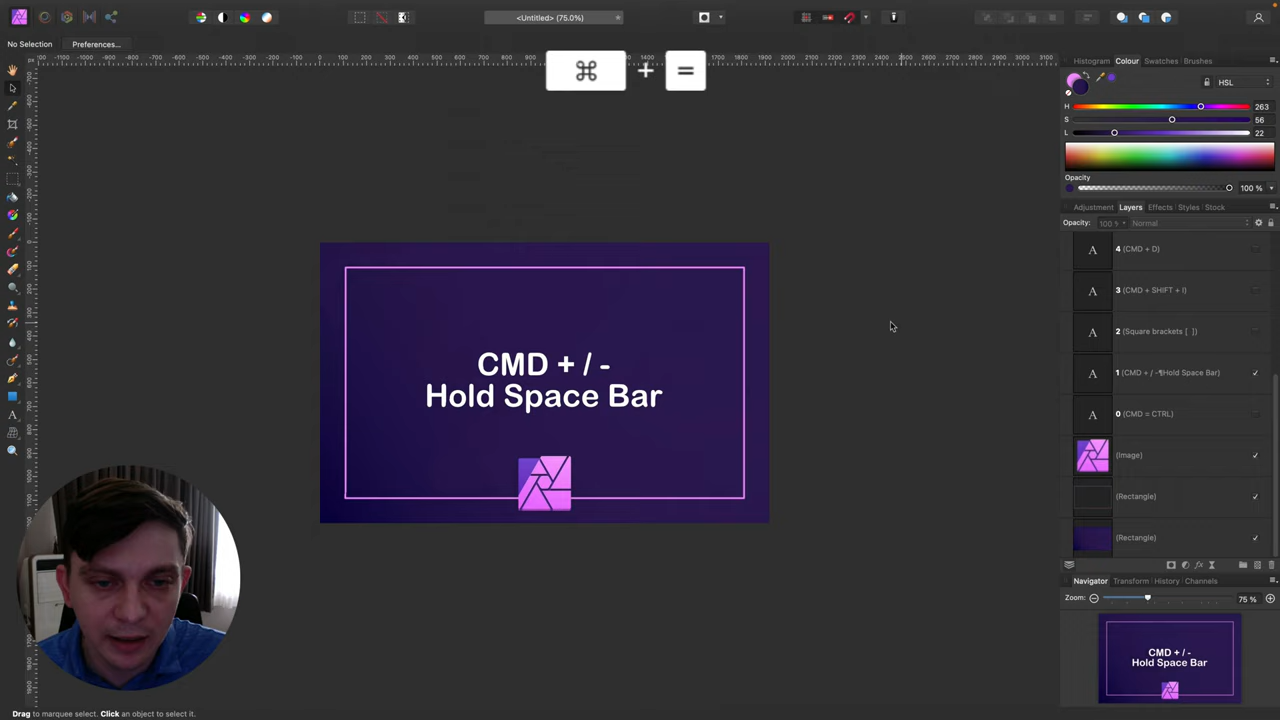 <Untitled> (75.0%)
No Selection
Preferences...
⌘ + =
Histogram Colour Swatches Brushes
HSL
H 263
S 56
L 22
Opacity
100 %
Adjustment Layers Effects Styles Stock
Opacity: 100 % Normal
A 4 (CMD + D)
A 3 (CMD + SHIFT + I)
A 2 (Square brackets [ ])
A 1 (CMD + / -¶Hold Space Bar)
A 0 (CMD = CTRL)
(Image)
(Rectangle)
(Rectangle)
CMD + / -
Hold Space Bar
Navigator Transform History Channels
Zoom: 75 %
CMD + / -
Hold Space Bar
Drag to marquee select. Click an object to select it.